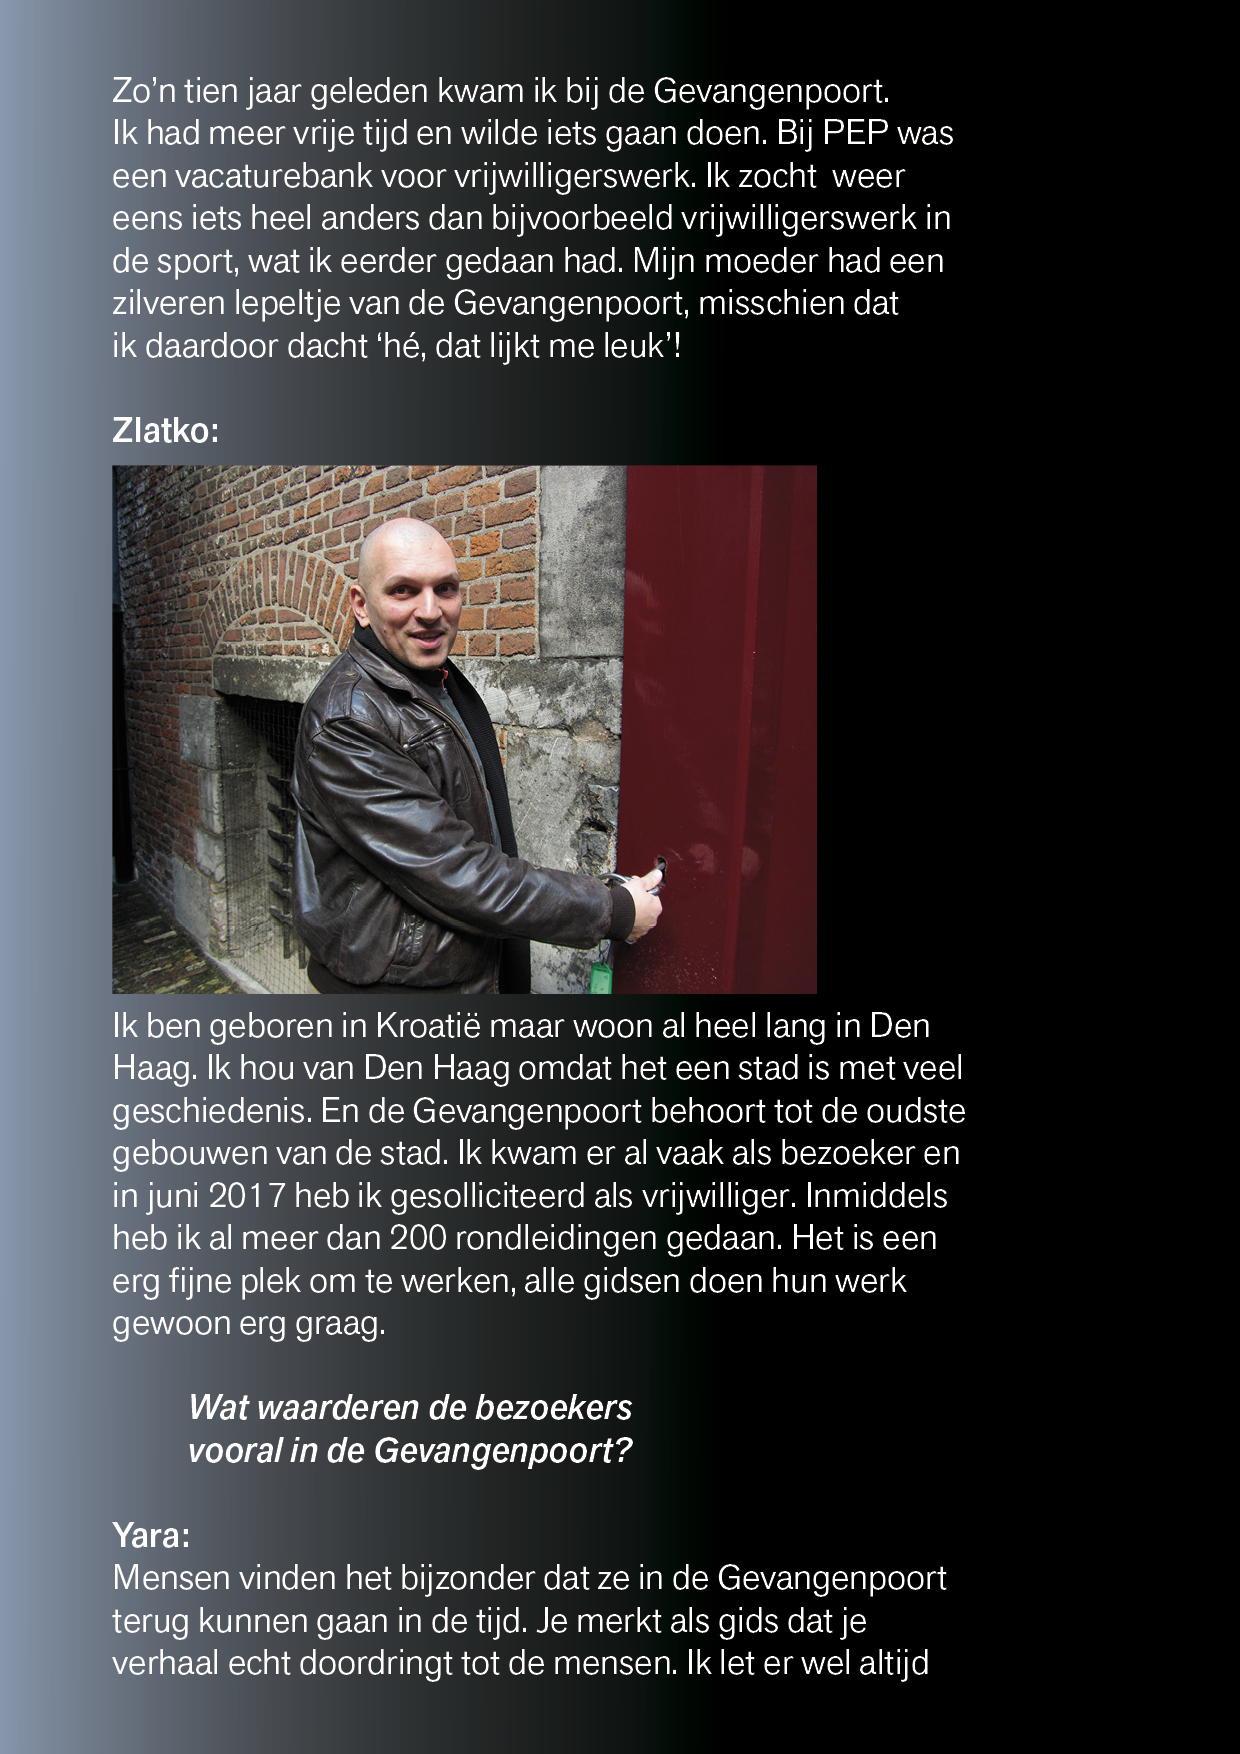 Zo’n tien jaar geleden kwam ik bij de Gevangenpoort.
Ik had meer vrije tijd en wilde iets gaan doen. Bij PEP was
een vacaturebank voor vrijwilligerswerk. Ik zocht  weer
eens iets heel anders dan bijvoorbeeld vrijwilligerswerk in
de sport, wat ik eerder gedaan had. Mijn moeder had een
zilveren lepeltje van de Gevangenpoort, misschien dat
ik daardoor dacht ‘hé, dat lijkt me leuk’!
Zlatko:
Ik ben geboren in Kroatië maar woon al heel lang in Den
Haag. Ik hou van Den Haag omdat het een stad is met veel
geschiedenis. En de Gevangenpoort behoort tot de oudste
gebouwen van de stad. Ik kwam er al vaak als bezoeker en
in juni 2017 heb ik gesolliciteerd als vrijwilliger. Inmiddels
heb ik al meer dan 200 rondleidingen gedaan. Het is een
erg fijne plek om te werken, alle gidsen doen hun werk
gewoon erg graag.
Wat waarderen de bezoekers
vooral in de Gevangenpoort?
Yara:
Mensen vinden het bijzonder dat ze in de Gevangenpoort
terug kunnen gaan in de tijd. Je merkt als gids dat je
verhaal echt doordringt tot de mensen. Ik let er wel altijd